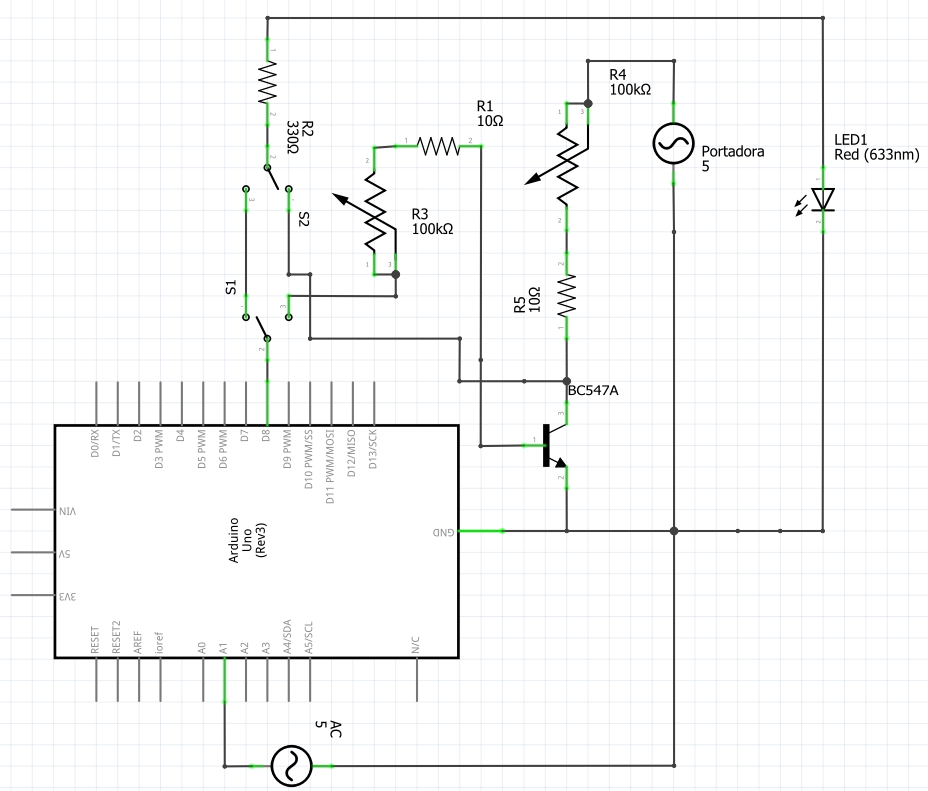 R4
100kΩ
R1
10Ω
R2
330Ω
LED1
Red (633nm)
Portadora
5
S2
R3
100kΩ
S1
R5
10Ω
BC547A
D0/RX
D1/TX
D2
D3 PWM
D4
D5 PWM
D6 PWM
D7
D8
D9 PWM
D10 PWM/SS
D11 PWM/MOSI
D12/MISO
D13/SCK
VIN
5V
3V3
GND
Arduino
Uno
(Rev3)
RESET
RESET2
AREF
ioref
A0
A1
A2
A3
A4/SDA
A5/SCL
N/C
AC
5